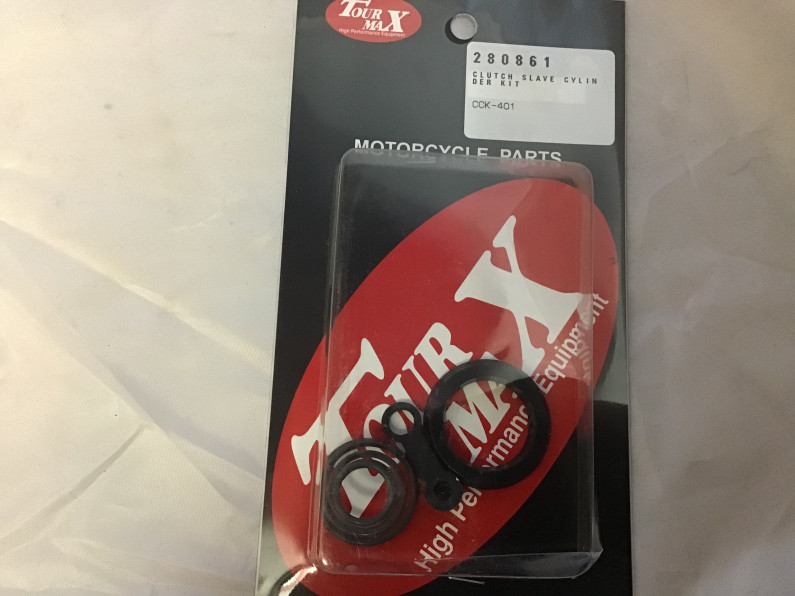 TOUR
MAX
High Performance Equipment
280861
CLUTCH SLAVE CYLIN
DER KIT
CCK-401
MOTORCYCLE PARTS
TOUR
MAX
High Performance Equipment